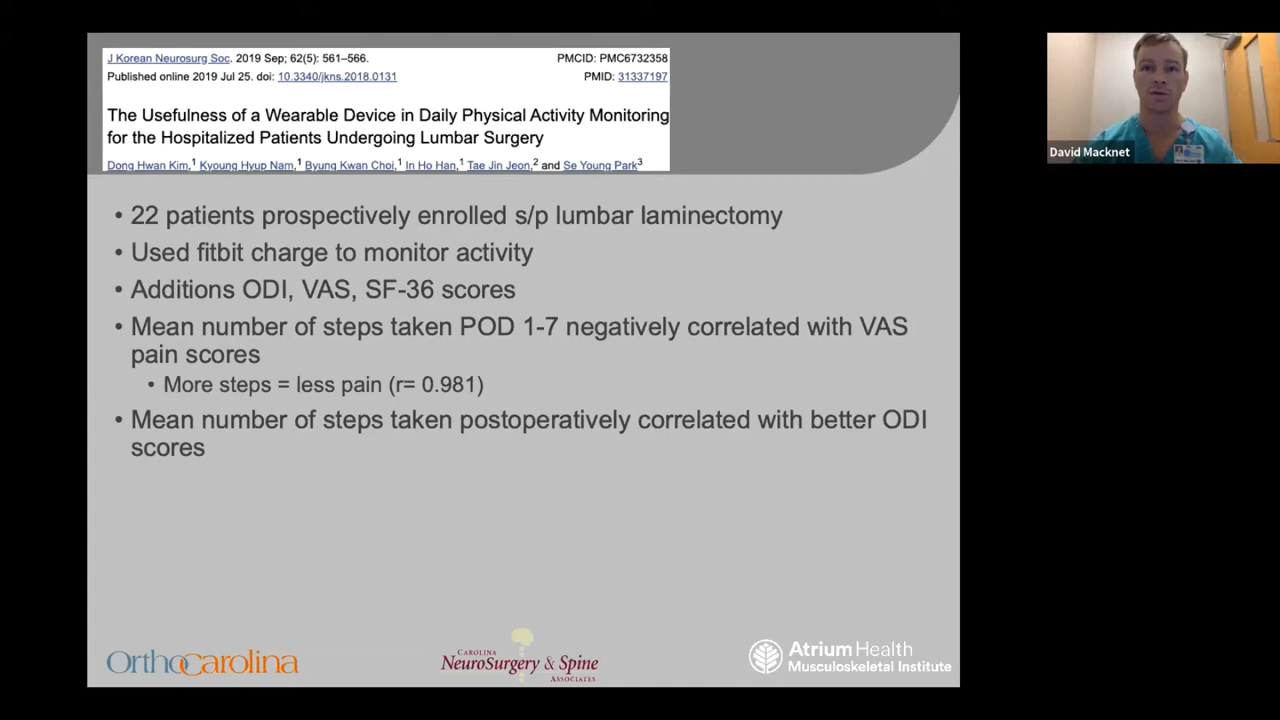 J Korean Neurosurg Soc. 2019 Sep; 62(5): 561–566.
PMCID: PMC6732358
Published online 2019 Jul 25. doi: 10.3340/jkns.2018.0131
PMID: 31337197
The Usefulness of a Wearable Device in Daily Physical Activity Monitoring
for the Hospitalized Patients Undergoing Lumbar Surgery
Dong Hwan Kim,1 Kyoung Hyup Nam,1 Byung Kwan Choi,1 In Ho Han,1 Tae Jin Jeon,2 and Se Young Park3
David Macknet
• 22 patients prospectively enrolled s/p lumbar laminectomy
• Used fitbit charge to monitor activity
• Additions ODI, VAS, SF-36 scores
• Mean number of steps taken POD 1-7 negatively correlated with VAS
pain scores
• More steps = less pain (r= 0.981)
• Mean number of steps taken postoperatively correlated with better ODI
scores
OrthoCarolina
CAROLINA
NEUROSURGERY & SPINE
ASSOCIATES
Atrium Health
Musculoskeletal Institute